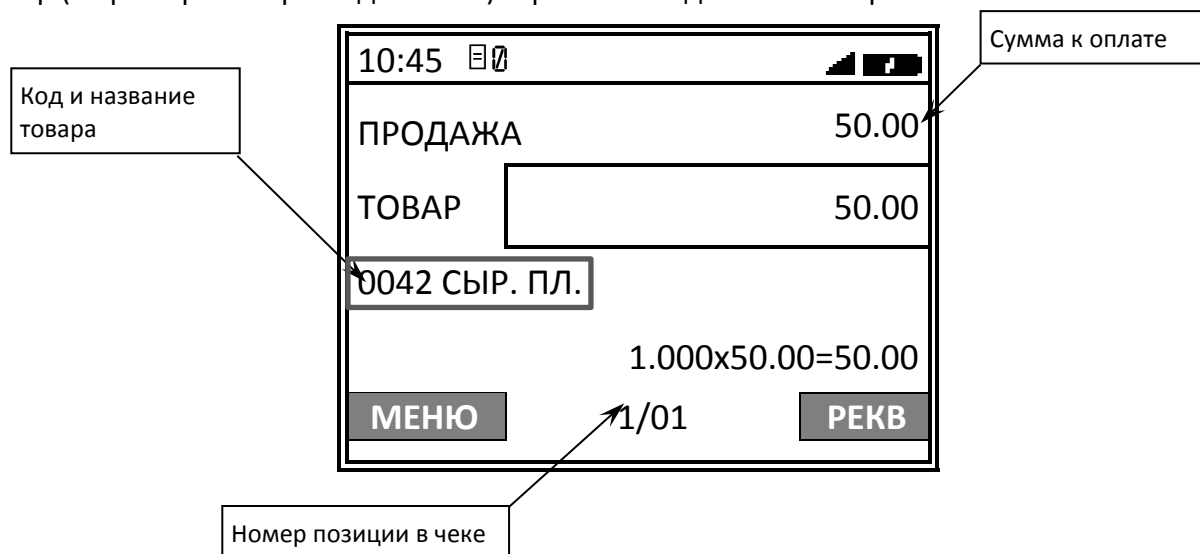 Сумма к оплате
10:45
Код и название
товара
ПРОДАЖА 50.00
ТОВАР 50.00
0042 СЫР. ПЛ.
1.000x50.00=50.00
МЕНЮ 1/01 РЕКВ
Номер позиции в чеке